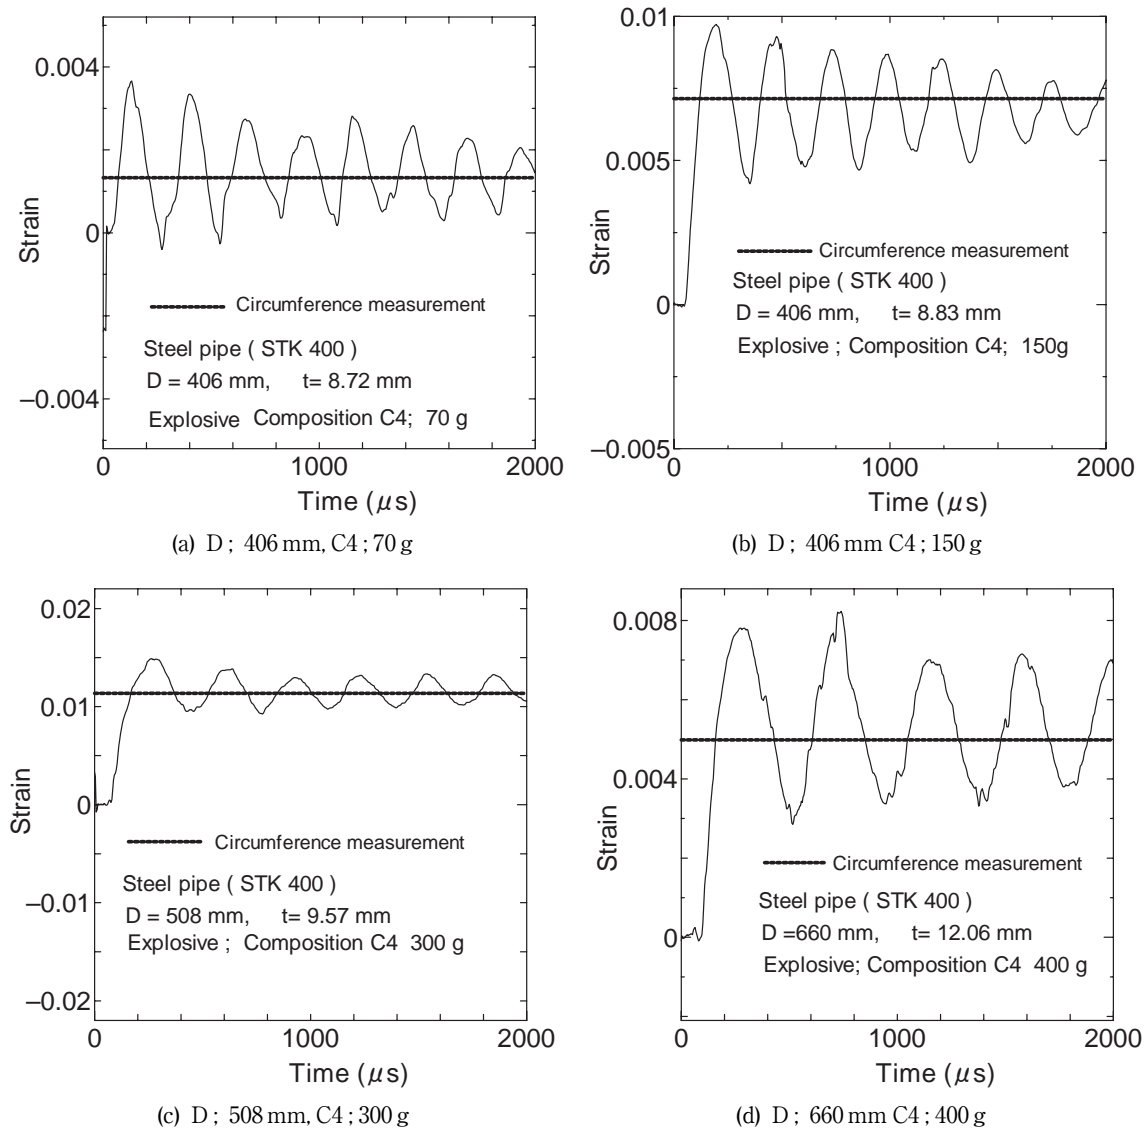 0.004
0
−0.004
Strain
Circumference measurement
Steel pipe ( STK 400 )
D = 406 mm, t= 8.72 mm
Explosive Composition C4; 70 g
0 1000 2000
Time (μs)
(a) D ; 406 mm, C4 ; 70 g
0.01
0.005
0
−0.005
Strain
Circumference measurement
Steel pipe ( STK 400 )
D = 406 mm, t= 8.83 mm
Explosive ; Composition C4; 150g
0 1000 2000
Time (μs)
(b) D ; 406 mm C4 ; 150 g
0.02
0.01
0
−0.01
−0.02
Strain
Circumference measurement
Steel pipe ( STK 400 )
D = 508 mm, t= 9.57 mm
Explosive ; Composition C4 300 g
0 1000 2000
Time (μs)
(c) D ; 508 mm, C4 ; 300 g
0.008
0.004
0
Strain
Circumference measurement
Steel pipe ( STK 400 )
D =660 mm, t= 12.06 mm
Explosive; Composition C4 400 g
0 1000 2000
Time (μs)
(d) D ; 660 mm C4 ; 400 g